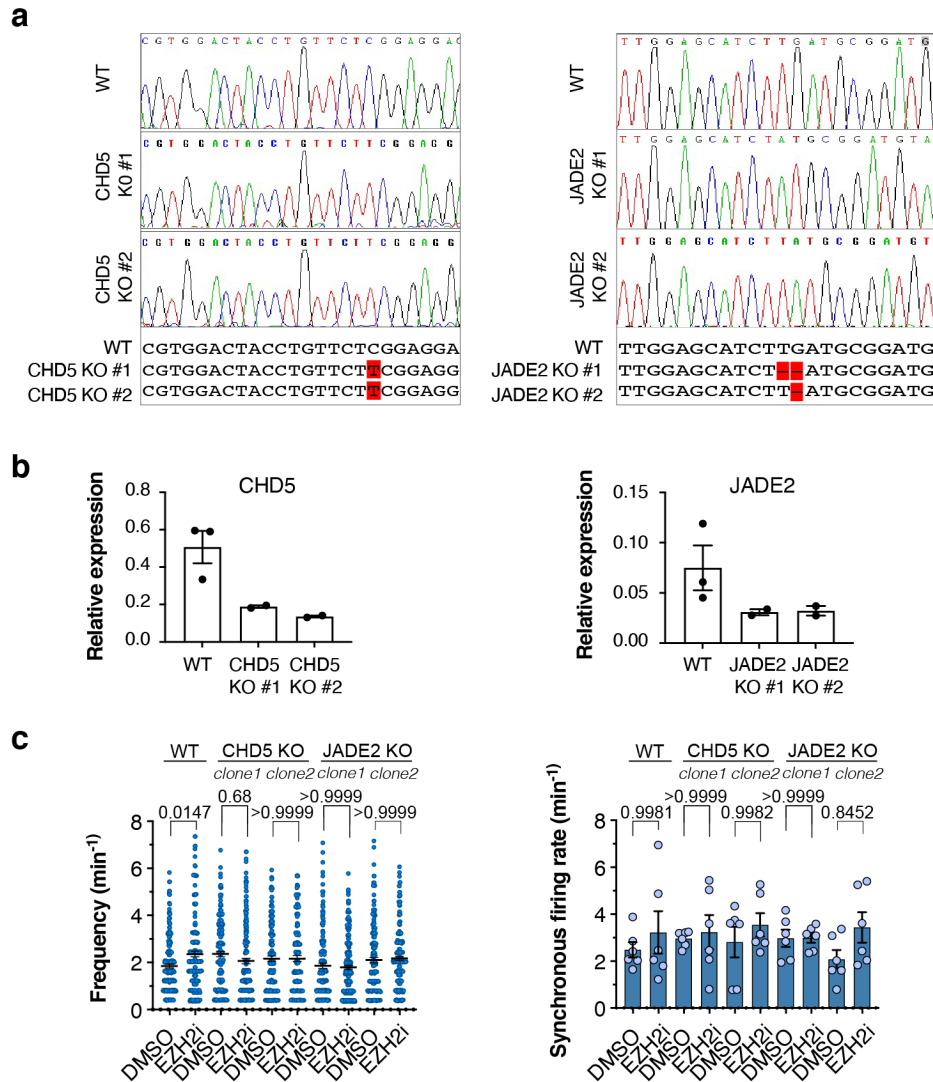 a
WT
CGTGGACTACCTGTTCTCGGAGGAC
CHD5 KO #1
CGTGGACTACCTGTTCTTCGGAGG
CHD5 KO #2
CGTGGACTACCTGTTCTTCGGAGG
WT CGTGGACTACCTGTTCTCGGAGGA
CHD5 KO #1 CGTGGACTACCTGTTCTTCGGAGG
CHD5 KO #2 CGTGGACTACCTGTTCTTCGGAGG
WT
TTGGAGCATCTTGATGCGGATG
JADE2 KO #1
TTGGAGCATCTATGCGGATGTA
JADE2 KO #2
TTGGAGCATCTTATGCGGATGT
WT TTGGAGCATCTTGATGCGGATG
JADE2 KO #1 TTGGAGCATCT--ATGCGGATG
JADE2 KO #2 TTGGAGCATCTT-ATGCGGATG
b
CHD5
Relative expression
0.8
0.6
0.4
0.2
0.0
WT CHD5 CHD5
KO #1 KO #2
JADE2
Relative expression
0.15
0.10
0.05
0.00
WT JADE2 JADE2
KO #1 KO #2
c
WT CHD5 KO JADE2 KO
clone1 clone2 clone1 clone2
0.0147 0.68 >0.9999 >0.9999 >0.9999
Frequency (min-1)
8
6
4
2
0
DMSO EZH2i DMSO EZH2i DMSO EZH2i DMSO EZH2i DMSO EZH2i
WT CHD5 KO JADE2 KO
clone1 clone2 clone1 clone2
0.9981 >0.9999 0.9982 >0.9999 0.8452
Synchronous firing rate (min-1)
8
6
4
2
0
DMSO EZH2i DMSO EZH2i DMSO EZH2i DMSO EZH2i DMSO EZH2i